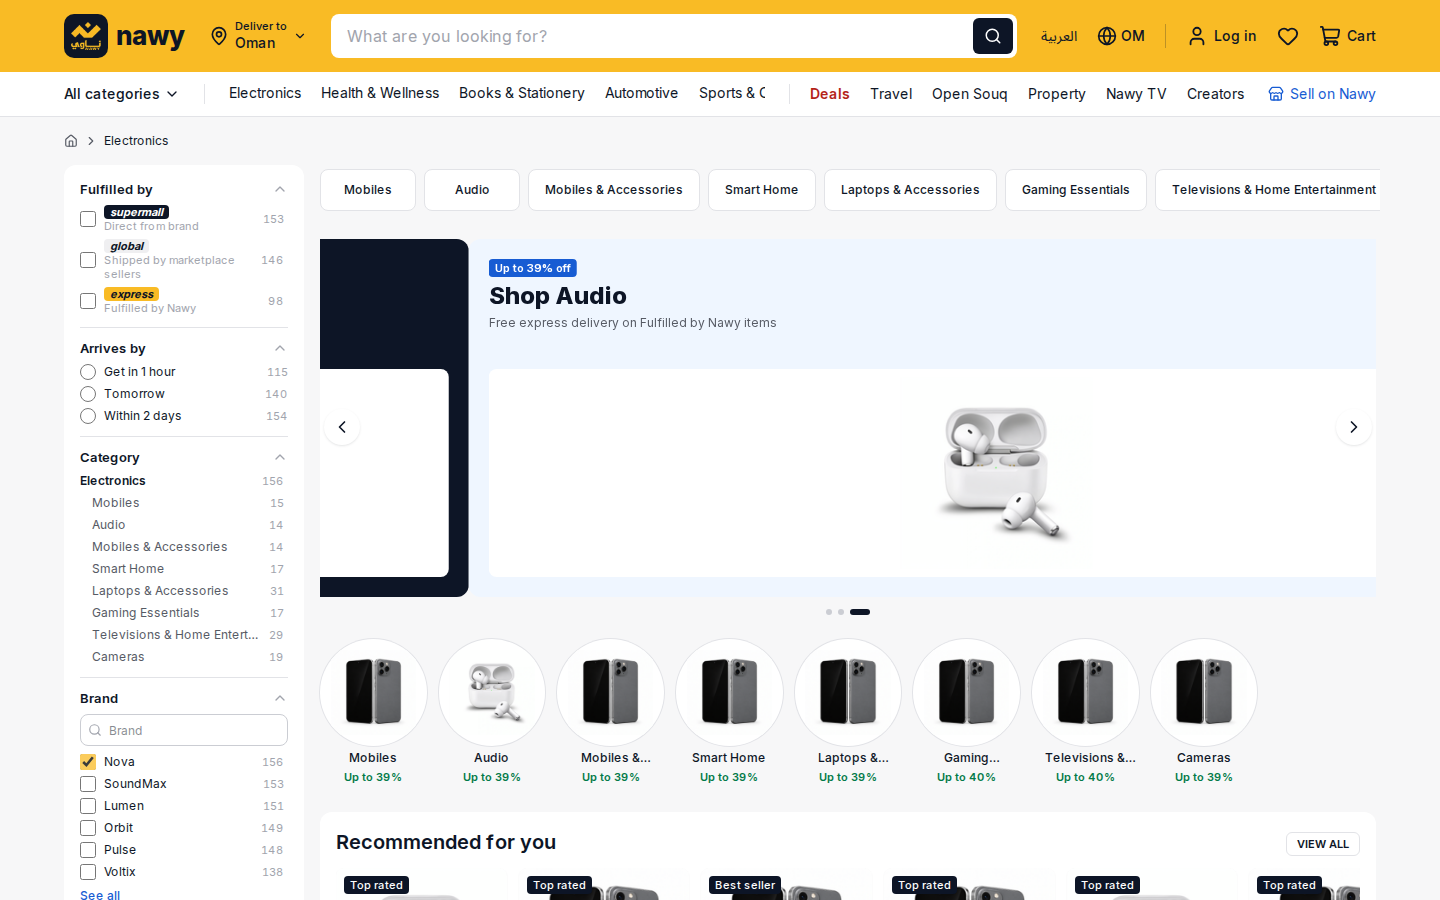 nawy
Deliver to
Oman
What are you looking for?
العربية
OM
Log in
Cart
All categories
Electronics
Health & Wellness
Books & Stationery
Automotive
Sports & C
Deals
Travel
Open Souq
Property
Nawy TV
Creators
Sell on Nawy
Electronics
Fulfilled by
supermall
153
Direct from brand
global
Shipped by marketplace
146
sellers
express
98
Fulfilled by Nawy
Arrives by
Get in 1 hour
115
Tomorrow
140
Within 2 days
154
Category
Electronics
156
Mobiles
15
Audio
14
Mobiles & Accessories
14
Smart Home
17
Laptops & Accessories
31
Gaming Essentials
17
Televisions & Home Entert...
29
Cameras
19
Brand
Brand
Nova
156
SoundMax
153
Lumen
151
Orbit
149
Pulse
148
Voltix
138
See all
Mobiles
Audio
Mobiles & Accessories
Smart Home
Laptops & Accessories
Gaming Essentials
Televisions & Home Entertainment
Up to 39% off
Shop Audio
Free express delivery on Fulfilled by Nawy items
Mobiles
Up to 39%
Audio
Up to 39%
Mobiles &...
Up to 39%
Smart Home
Up to 39%
Laptops &...
Up to 39%
Gaming...
Up to 40%
Televisions &...
Up to 40%
Cameras
Up to 39%
Recommended for you
VIEW ALL
Top rated
Top rated
Best seller
Top rated
Top rated
Top rated